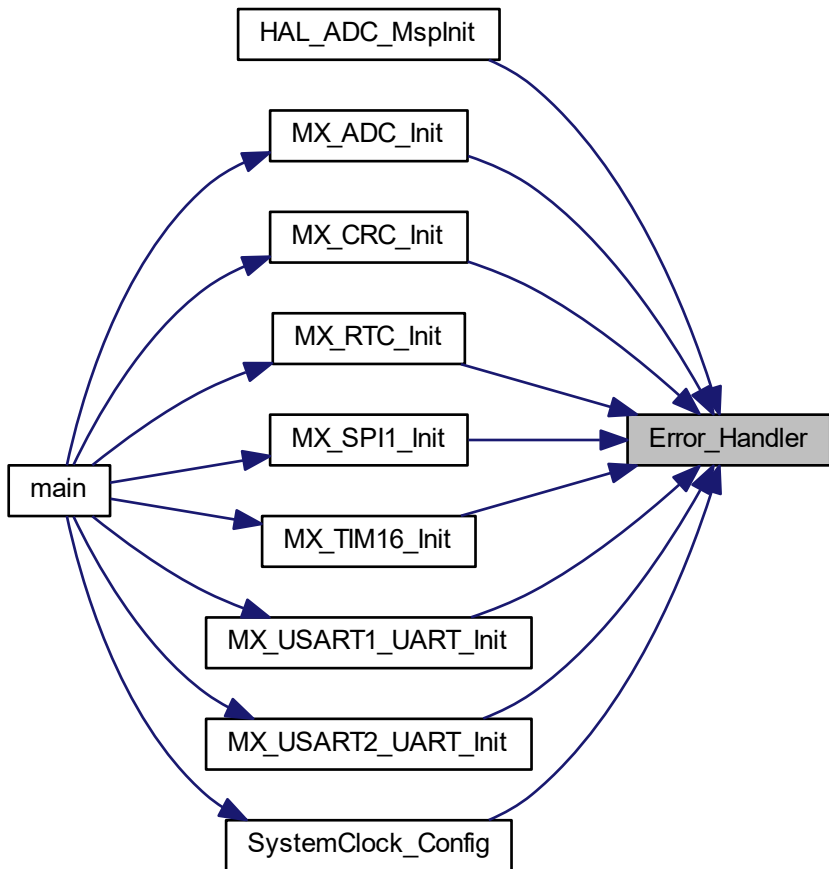 HAL_ADC_MspInit
MX_ADC_Init
MX_CRC_Init
MX_RTC_Init
MX_SPI1_Init
Error_Handler
main
MX_TIM16_Init
MX_USART1_UART_Init
MX_USART2_UART_Init
SystemClock_Config